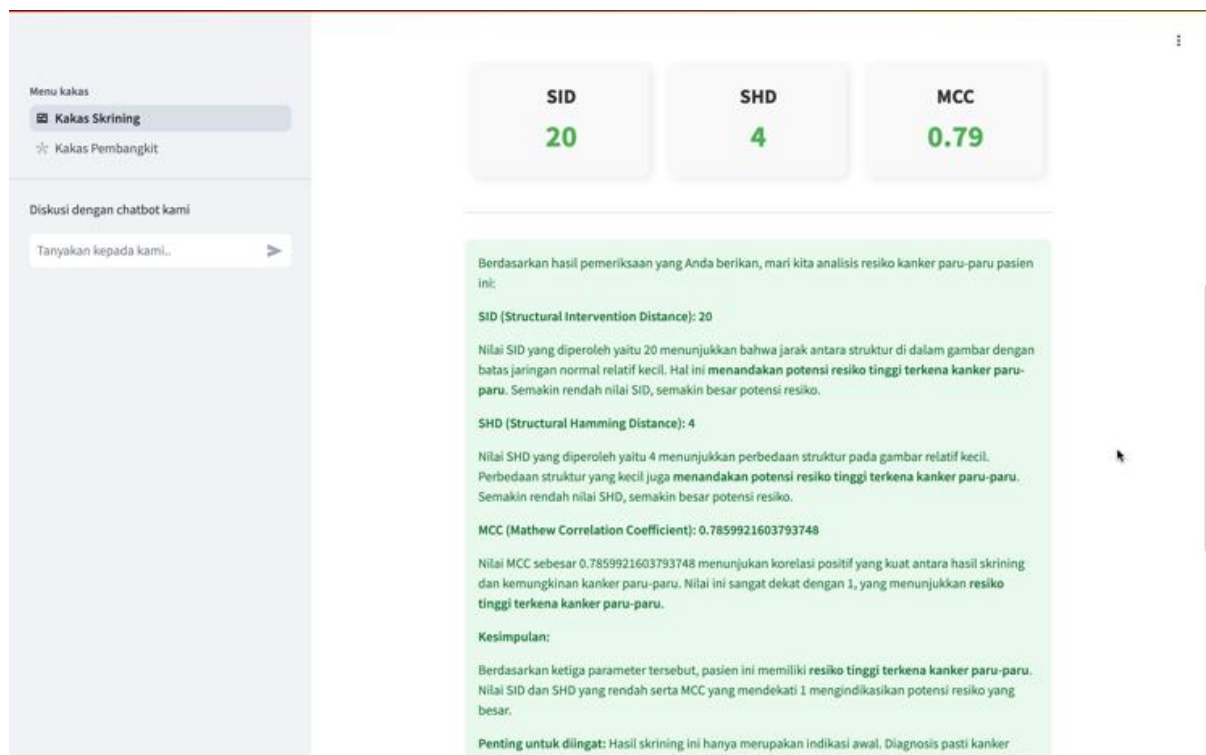 Menu kakas
Kakas Skrining
Kakas Pembangkit
Diskusi dengan chatbot kami
Tanyakan kepada kami..
SID
20
SHD
4
MCC
0.79
Berdasarkan hasil pemeriksaan yang Anda berikan, mari kita analisis resiko kanker paru-paru pasien
ini:
SID (Structural Intervention Distance): 20
Nilai SID yang diperoleh yaitu 20 menunjukkan bahwa jarak antara struktur di dalam gambar dengan
batas jaringan normal relatif kecil. Hal ini menandakan potensi resiko tinggi terkena kanker paru-
paru. Semakin rendah nilai SID, semakin besar potensi resiko.
SHD (Structural Hamming Distance): 4
Nilai SHD yang diperoleh yaitu 4 menunjukkan perbedaan struktur pada gambar relatif kecil.
Perbedaan struktur yang kecil juga menandakan potensi resiko tinggi terkena kanker paru-paru.
Semakin rendah nilai SHD, semakin besar potensi resiko.
MCC (Mathew Correlation Coefficient): 0.7859921603793748
Nilai MCC sebesar 0.7859921603793748 menunjukan korelasi positif yang kuat antara hasil skrining
dan kemungkinan kanker paru-paru. Nilai ini sangat dekat dengan 1, yang menunjukkan resiko
tinggi terkena kanker paru-paru.
Kesimpulan:
Berdasarkan ketiga parameter tersebut, pasien ini memiliki resiko tinggi terkena kanker paru-paru.
Nilai SID dan SHD yang rendah serta MCC yang mendekati 1 mengindikasikan potensi resiko yang
besar.
Penting untuk diingat: Hasil skrining ini hanya merupakan indikasi awal. Diagnosis pasti kanker